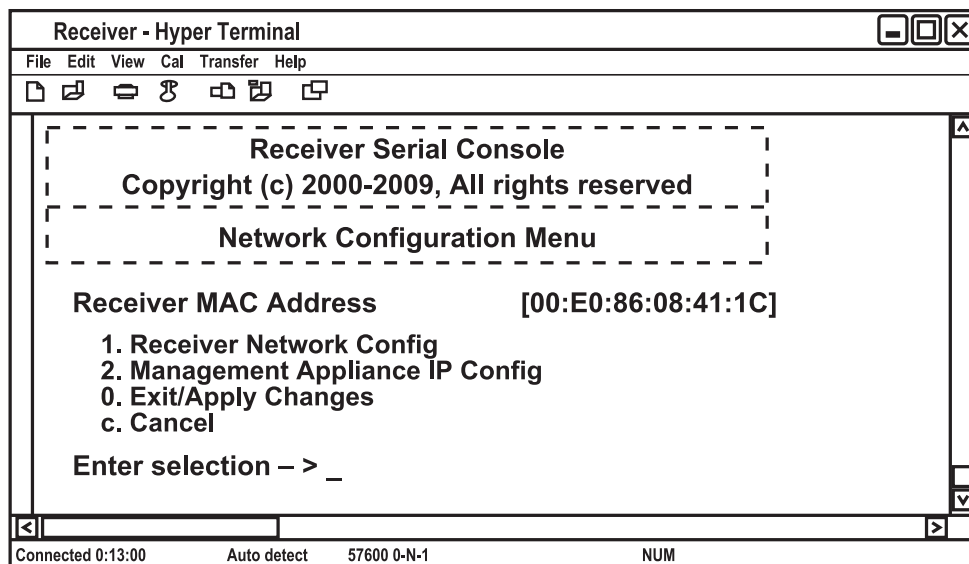 Receiver - Hyper Terminal
File Edit View Cal Transfer Help
Receiver Serial Console
Copyright (c) 2000-2009, All rights reserved
Network Configuration Menu
Receiver MAC Address [00:E0:86:08:41:1C]
1. Receiver Network Config
2. Management Appliance IP Config
0. Exit/Apply Changes
c. Cancel
Enter selection – > _
Connected 0:13:00 Auto detect 57600 0-N-1 NUM